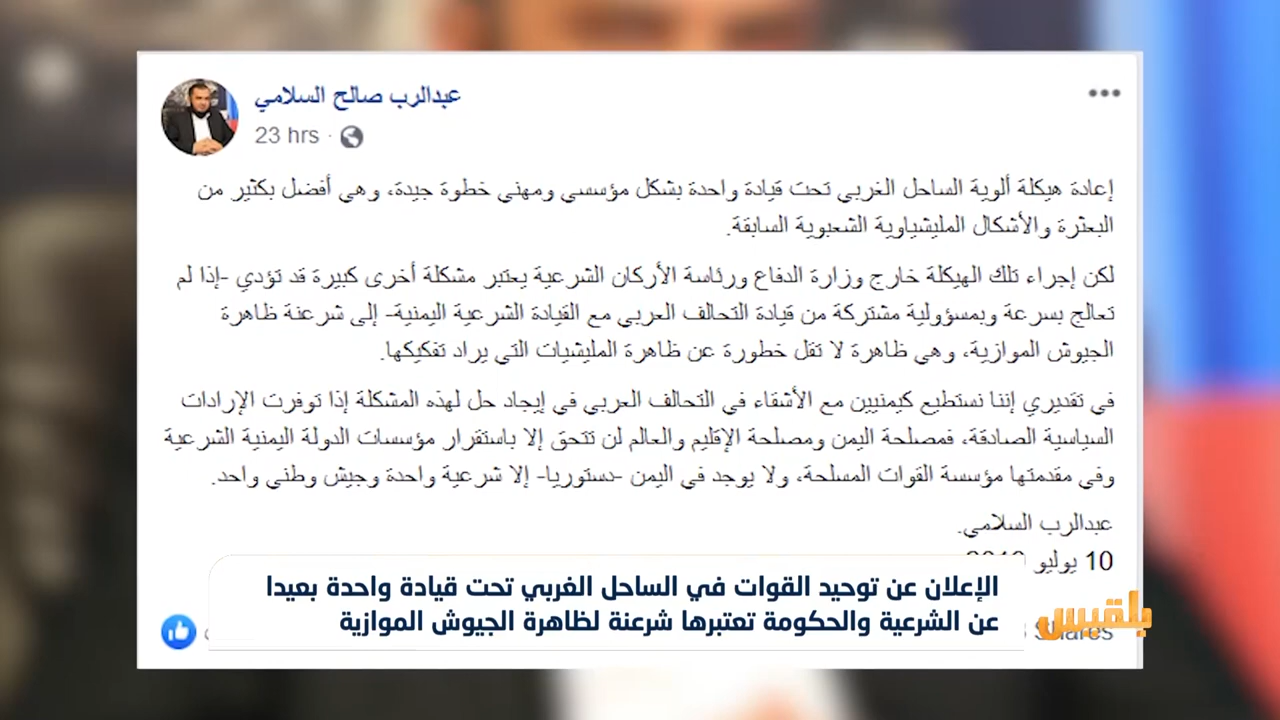 عبدالرب صالح السلامي
23 hrs ·
إعادة هيكلة ألوية الساحل الغربي تحت قيادة واحدة بشكل مؤسسي ومهني خطوة جيدة، وهي أفضل بكثير من
البعثرة والأشكال المليشياوية الشعبوية السابقة.
لكن إجراء تلك الهيكلة خارج وزارة الدفاع ورئاسة الأركان الشرعية يعتبر مشكلة أخرى كبيرة قد تؤدي -إذا لم
تعالج بسرعة وبمسؤولية مشتركة من قيادة التحالف العربي مع القيادة الشرعية اليمنية- إلى شرعنة ظاهرة
الجيوش الموازية، وهي ظاهرة لا تقل خطورة عن ظاهرة المليشيات التي يراد تفكيكها.
في تقديري إننا نستطيع كيمنيين مع الأشقاء في التحالف العربي في إيجاد حل لهذه المشكلة إذا توفرت الإرادات
السياسية الصادقة، فمصلحة اليمن ومصلحة الإقليم والعالم لن تتحق إلا باستقرار مؤسسات الدولة اليمنية الشرعية
وفي مقدمتها مؤسسة القوات المسلحة، ولا يوجد في اليمن -دستوريا- إلا شرعية واحدة وجيش وطني واحد.
عبدالرب السلامي.
10 يوليو
الإعلان عن توحيد القوات في الساحل الغربي تحت قيادة واحدة بعيدا
عن الشرعية والحكومة تعتبرها شرعنة لظاهرة الجيوش الموازية
بلقيس
Shares